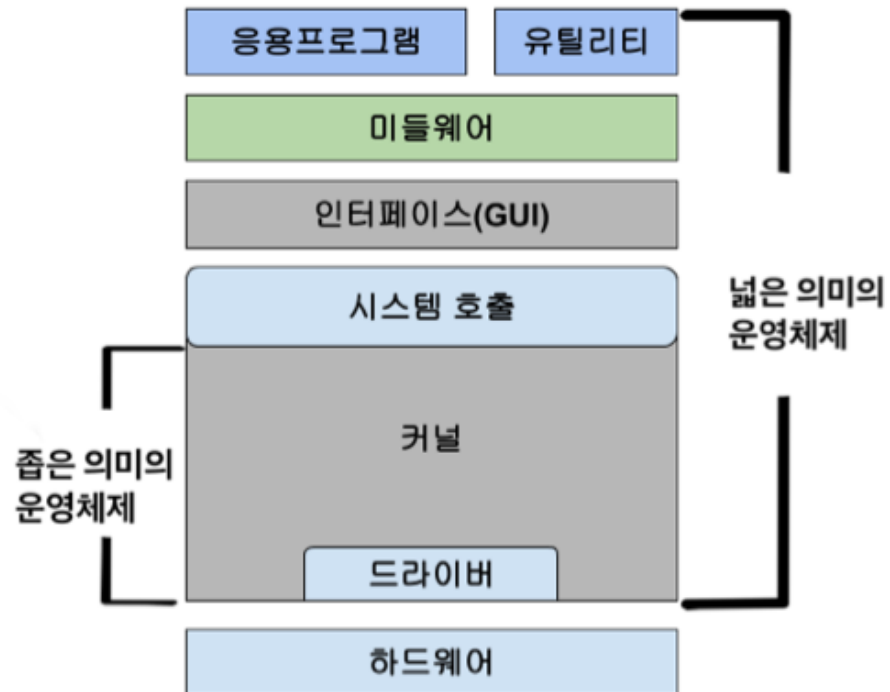 응용프로그램
유틸리티
미들웨어
인터페이스(GUI)
시스템 호출
넓은 의미의
운영체제
커널
좁은 의미의
운영체제
드라이버
하드웨어